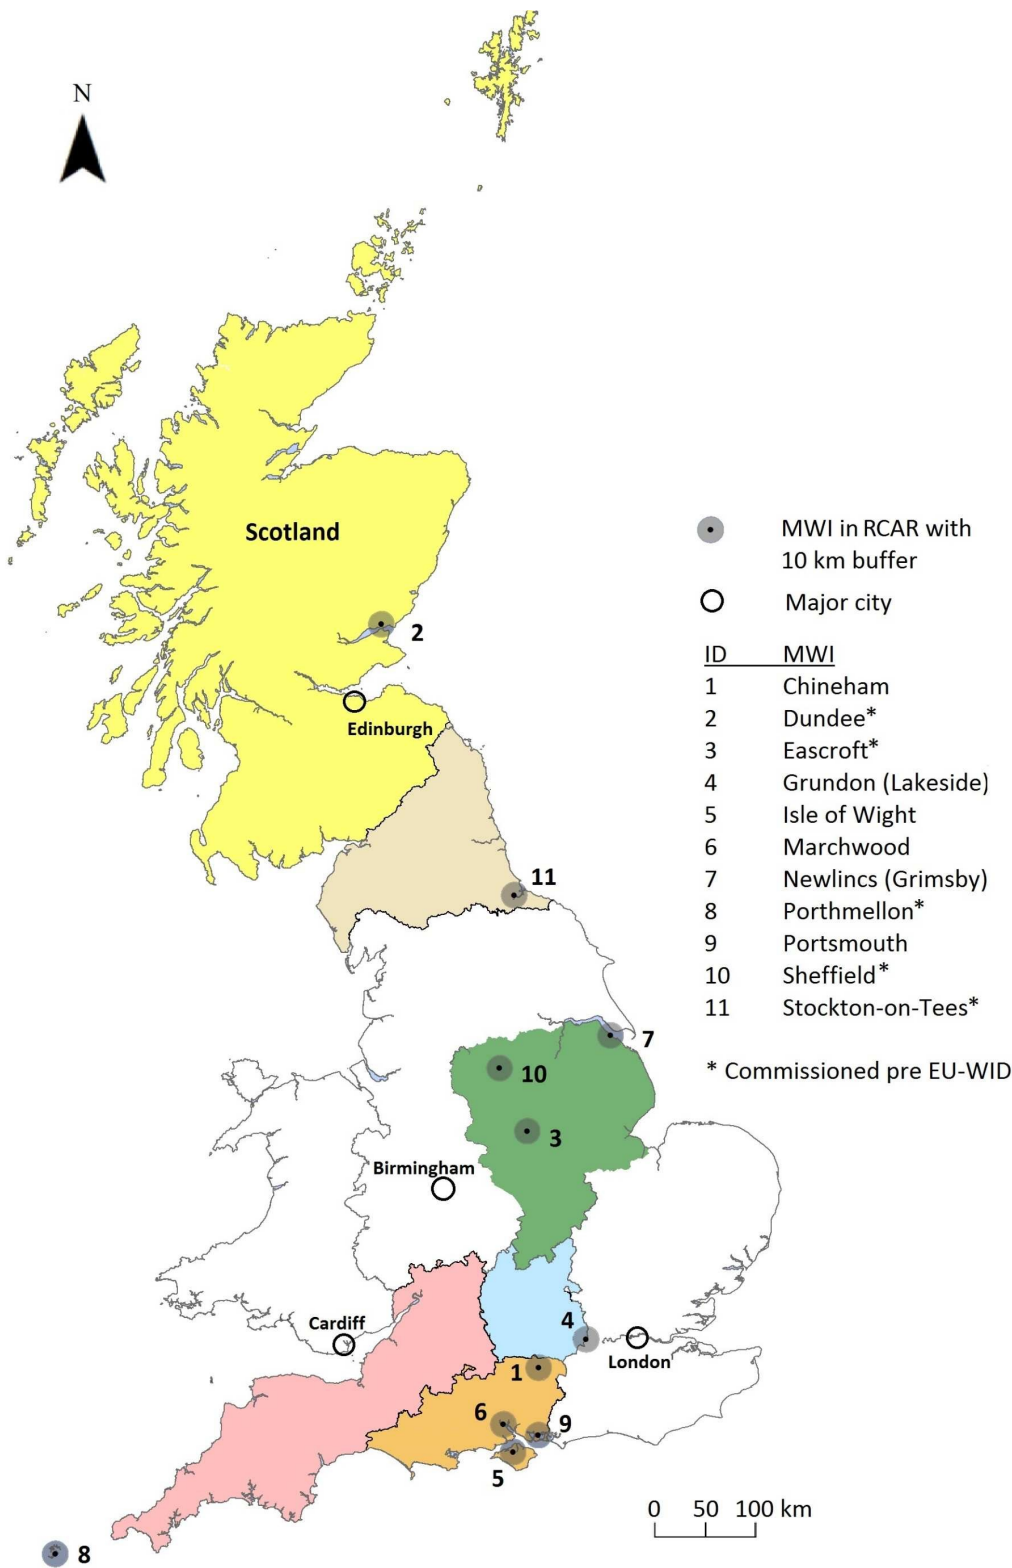 N
Scotland
2
Edinburgh
11
7
10
3
Birmingham
4
Cardiff
London
1
6
9
5
8
MWI in RCAR with
10 km buffer
Major city
ID MWI
1 Chineham
2 Dundee*
3 Eascroft*
4 Grundon (Lakeside)
5 Isle of Wight
6 Marchwood
7 Newlincs (Grimsby)
8 Porthmellon*
9 Portsmouth
10 Sheffield*
11 Stockton-on-Tees*
* Commissioned pre EU-WID
0 50 100 km